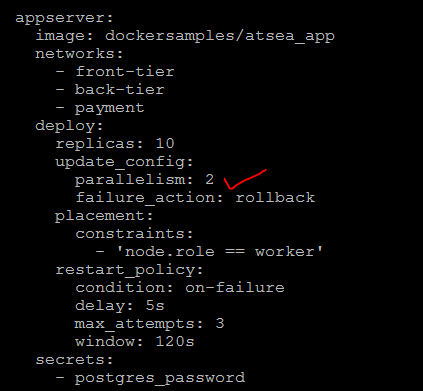 appserver:
  image: dockersamples/atsea_app
  networks:
    - front-tier
    - back-tier
    - payment
  deploy:
    replicas: 10
    update_config:
      parallelism: 2
      failure_action: rollback
    placement:
      constraints:
        - 'node.role == worker'
    restart_policy:
      condition: on-failure
      delay: 5s
      max_attempts: 3
      window: 120s
  secrets:
    - postgres_password